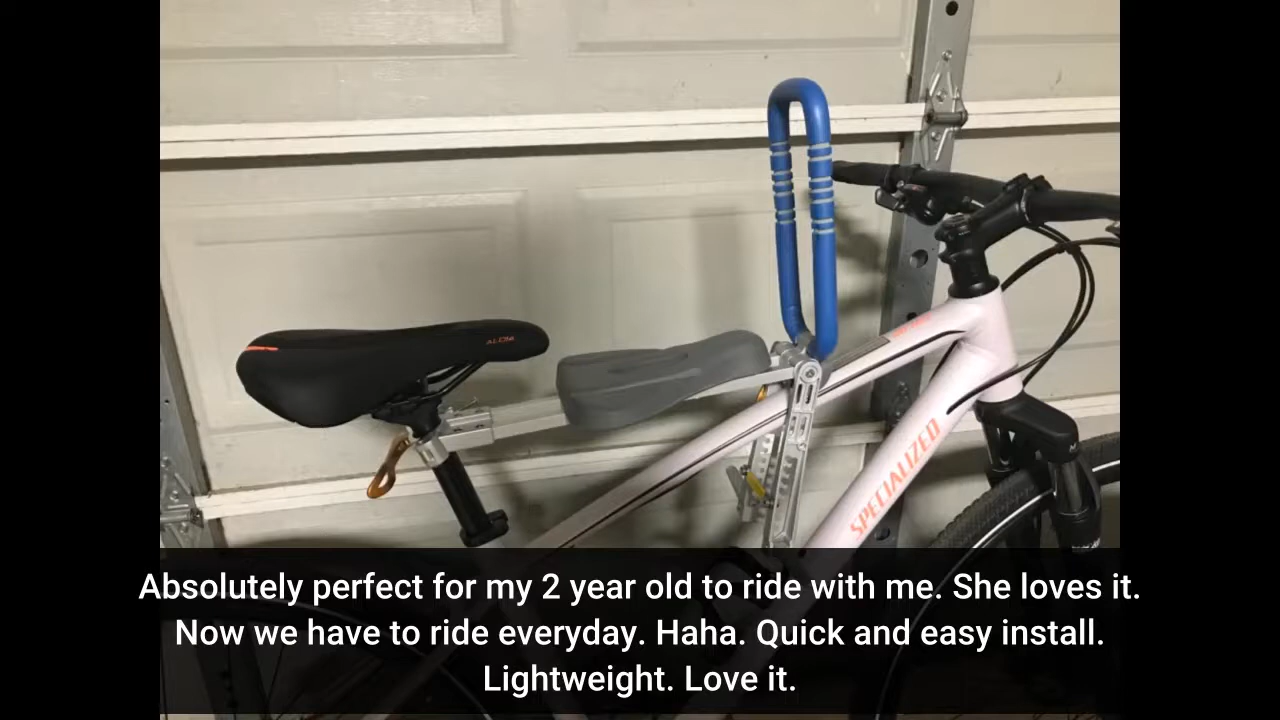 SPECIALIZED
Absolutely perfect for my 2 year old to ride with me. She loves it.
Now we have to ride everyday. Haha. Quick and easy install.
Lightweight. Love it.